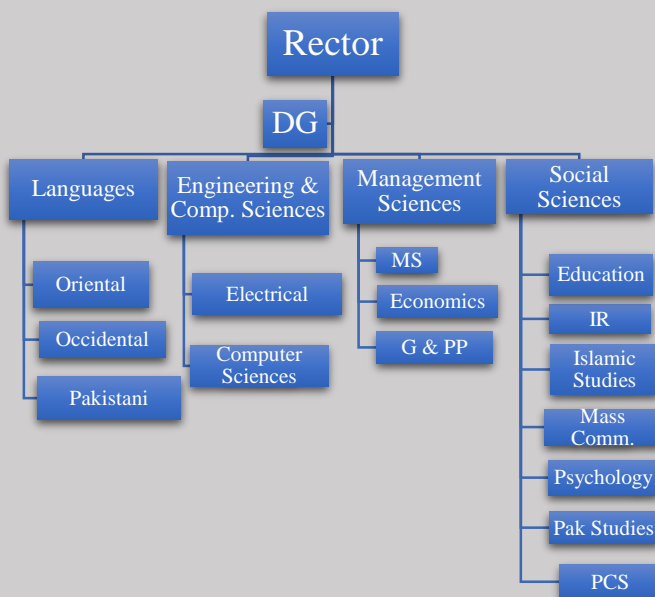 Rector
DG
Languages
Engineering &
Comp. Sciences
Management
Sciences
Social
Sciences
Oriental
Occidental
Pakistani
Electrical
Computer
Sciences
MS
Economics
G & PP
Education
IR
Islamic
Studies
Mass
Comm.
Psychology
Pak Studies
PCS